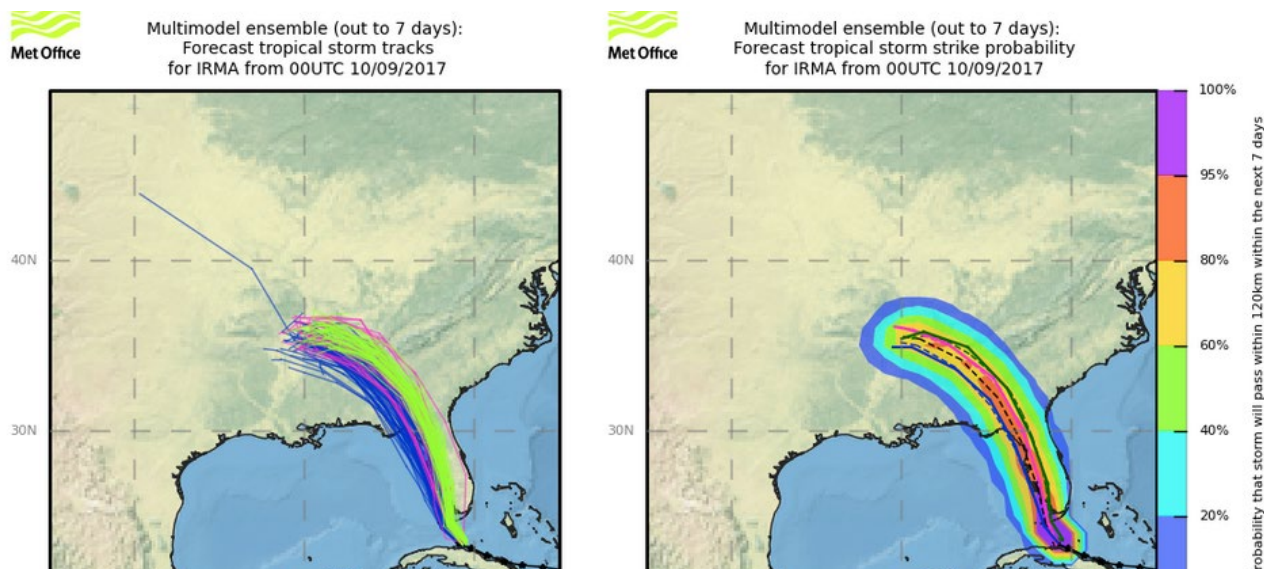 Met Office
Multimodel ensemble (out to 7 days):
Forecast tropical storm tracks
for IRMA from 00UTC 10/09/2017
40N
30N
Met Office
Multimodel ensemble (out to 7 days):
Forecast tropical storm strike probability
for IRMA from 00UTC 10/09/2017
40N
30N
100%
95%
80%
60%
40%
20%
robability that storm will pass within 120km within the next 7 days